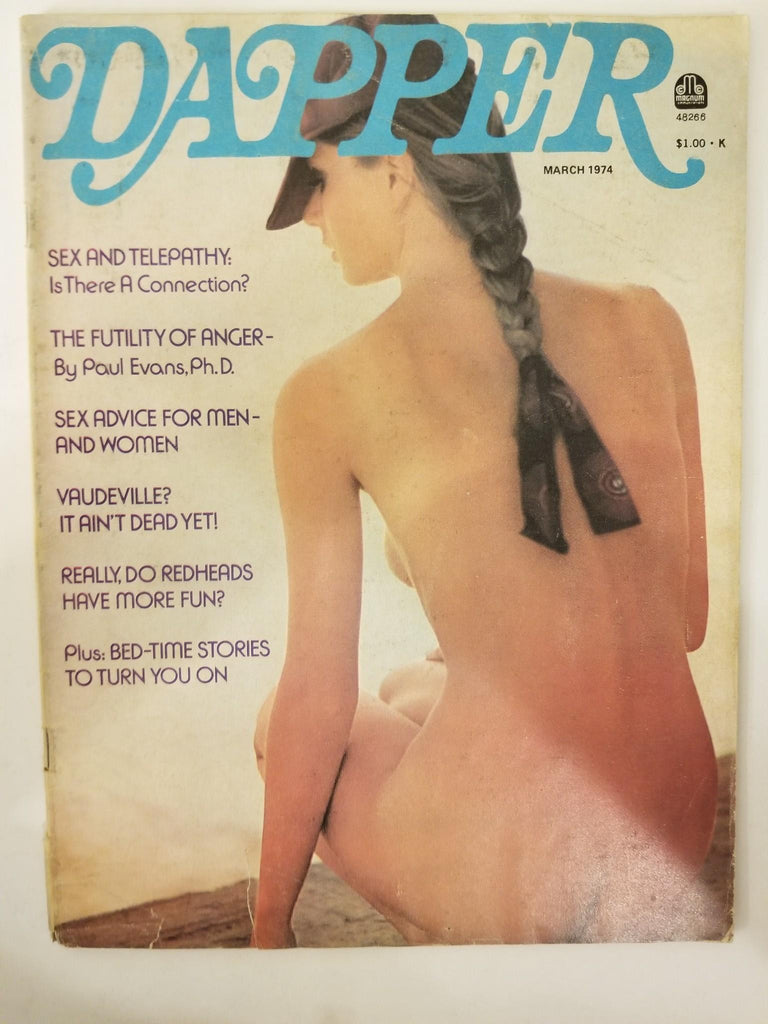 DAPPER
MAGNUM
48266
$1.00 • K
MARCH 1974
SEX AND TELEPATHY:
Is There A Connection?
THE FUTILITY OF ANGER-
By Paul Evans, Ph.D.
SEX ADVICE FOR MEN-
AND WOMEN
VAUDEVILLE?
IT AIN'T DEAD YET!
REALLY, DO REDHEADS
HAVE MORE FUN?
Plus: BED-TIME STORIES
TO TURN YOU ON